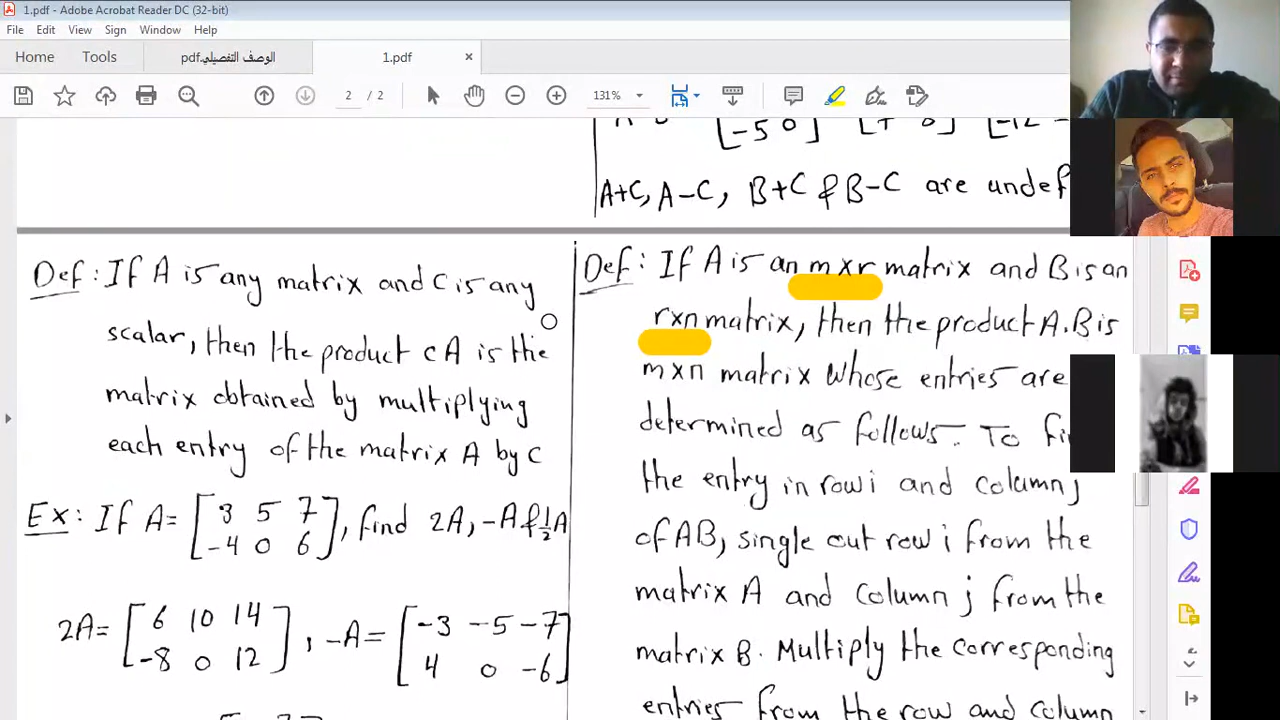 1.pdf - Adobe Acrobat Reader DC (32-bit)
File Edit View Sign Window Help
Home Tools الوصف التفصيلي.pdf 1.pdf ×
2 / 2 131%
[-5 0]
A+C, A-C, B+C & B-C are undef
Def: If A is any matrix and C is any
scalar, then the product cA is the
matrix obtained by multiplying
each entry of the matrix A by C
Ex: If A= [3 5 7
-4 0 6], find 2A, -A & 1/2 A
2A= [6 10 14
-8 0 12], -A= [-3 -5 -7
4 0 -6]
Def: If A is an m×r matrix and B is an
r×n matrix, then the product A.B is
m×n matrix whose entries are
determined as follows. To
the entry in row i and column j
of AB, single out row i from the
matrix A and column j from the
matrix B. Multiply the corresponding
entries from the row and column